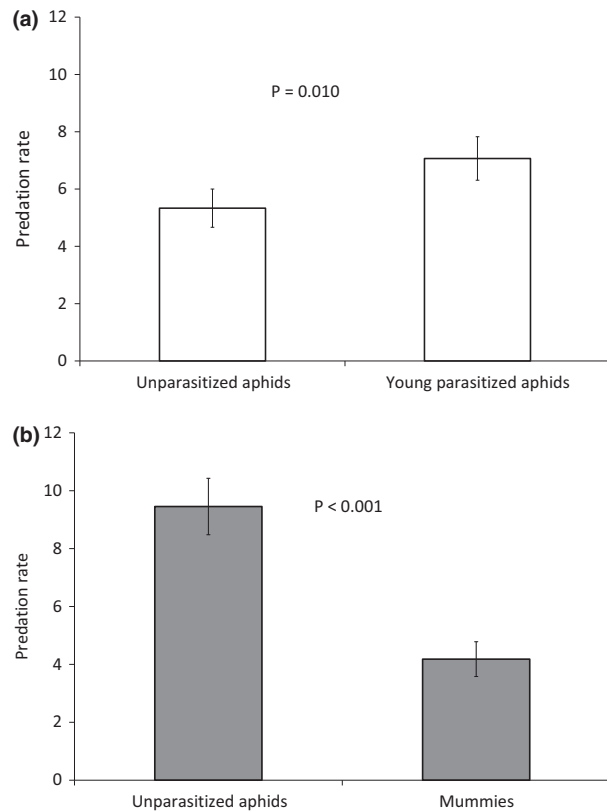 (a)
12
10
8
6
4
2
0
Predation rate
P = 0.010
Unparasitized aphids Young parasitized aphids
(b)
12
10
8
6
4
2
0
Predation rate
P < 0.001
Unparasitized aphids Mummies